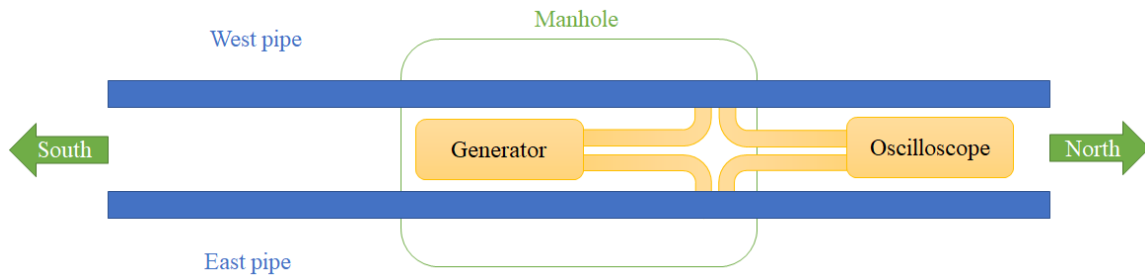 Manhole
West pipe
South
Generator
Oscilloscope
North
East pipe